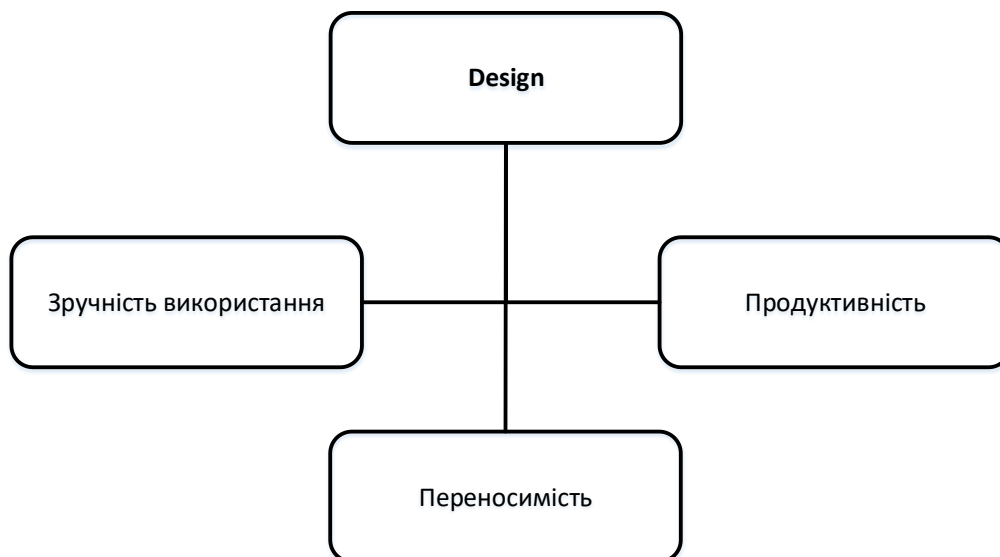 Design
Зручність використання
Продуктивність
Переносимість